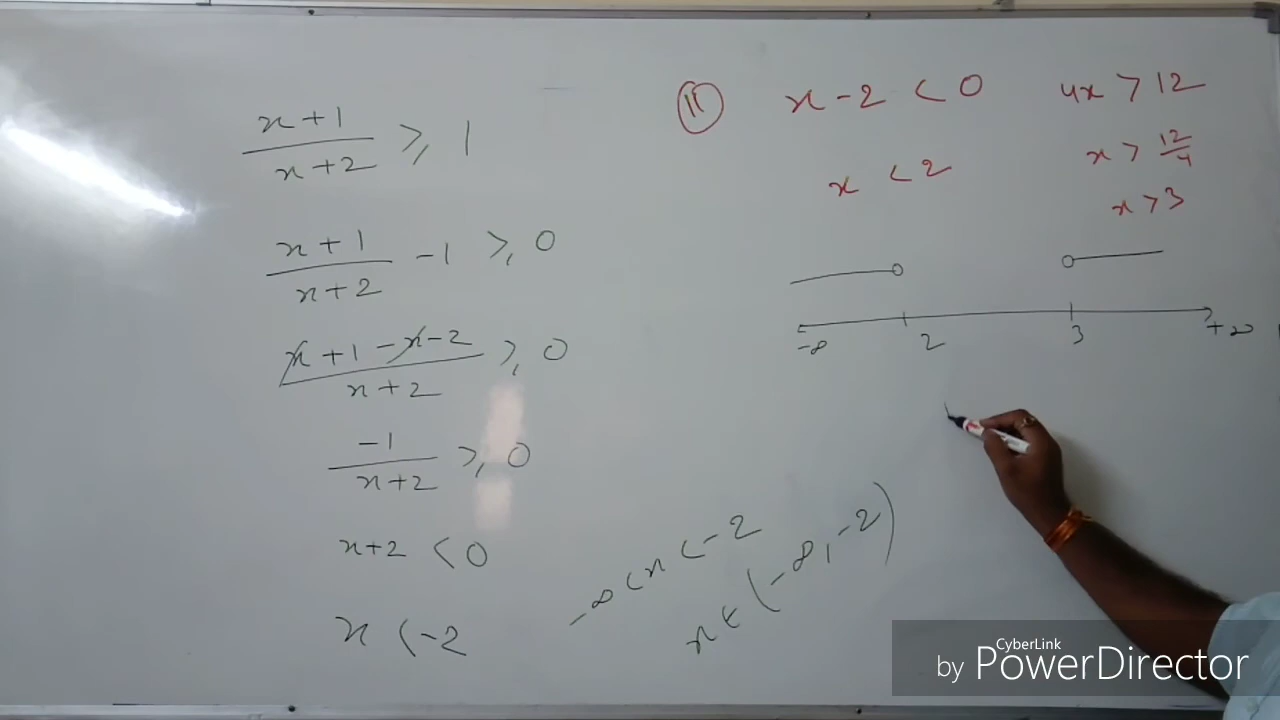 x+1
x+2 ≥ 1
x+1
x+2 -1 ≥ 0
x+1-x-2
x+2 ≥ 0
-1
x+2 ≥ 0
x+2 < 0
x < -2
-∞ < x < -2
x ∈ (-∞, -2)
II x-2 < 0 4x > 12
x < 2 x > 12/4
x > 3
-∞ 2 3 +∞
CyberLink
by PowerDirector